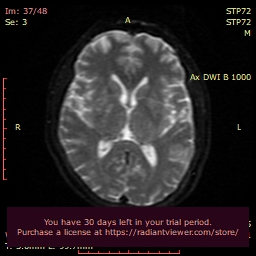 Im: 37/48
Se: 3
A
STP72
STP72
M
Ax DWI B 1000
R
L
You have 30 days left in your trial period.
Purchase a license at https://radiantviewer.com/store/